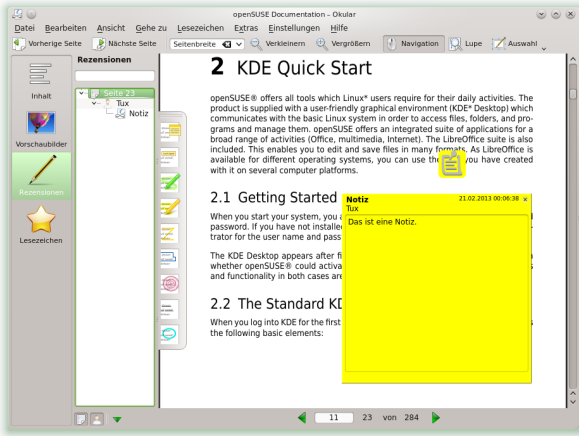 openSUSE Documentation – Okular
Datei Bearbeiten Ansicht Gehe zu Lesezeichen Extras Einstellungen Hilfe
Vorherige Seite Nächste Seite Seitenbreite Verkleinern Vergrößern Navigation Lupe Auswahl
Inhalt
Vorschaubilder
Rezensionen
Lesezeichen
Rezensionen
Seite 23
Tux
Notiz
2 KDE Quick Start
openSUSE® offers all tools which Linux* users require for their daily activities. The
product is supplied with a user-friendly graphical environment (KDE* Desktop) which
communicates with the basic Linux system in order to access files, folders, and pro-
grams and manage them. openSUSE offers an integrated suite of applications for a
broad range of activities (Office, multimedia, Internet). The LibreOffice suite is also
included. This enables you to edit and save files in many formats. As LibreOffice is
available for different operating systems, you can use the you have created
with it on several computer platforms.
2.1 Getting Started
When you start your system, you
password. If you have not
trator for the user name and
The KDE Desktop appears after
whether openSUSE® could
and functionality in both cases
2.2 The Standard
When you log into KDE for the first
the following basic elements:
Notiz 21.02.2013 00:06:38
Tux
Das ist eine Notiz.
11 23 von 284